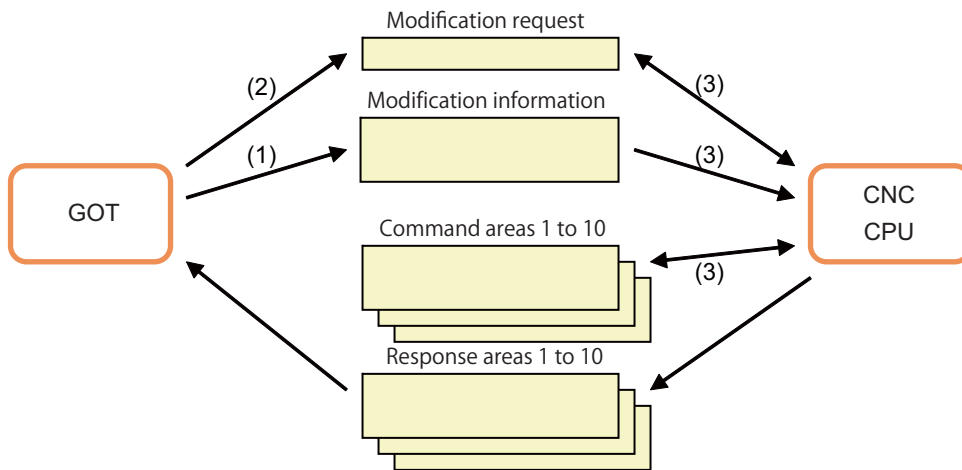 Modification request
(2)
(3)
Modification information
(1)
(3)
GOT
CNC
CPU
Command areas 1 to 10
(3)
Response areas 1 to 10